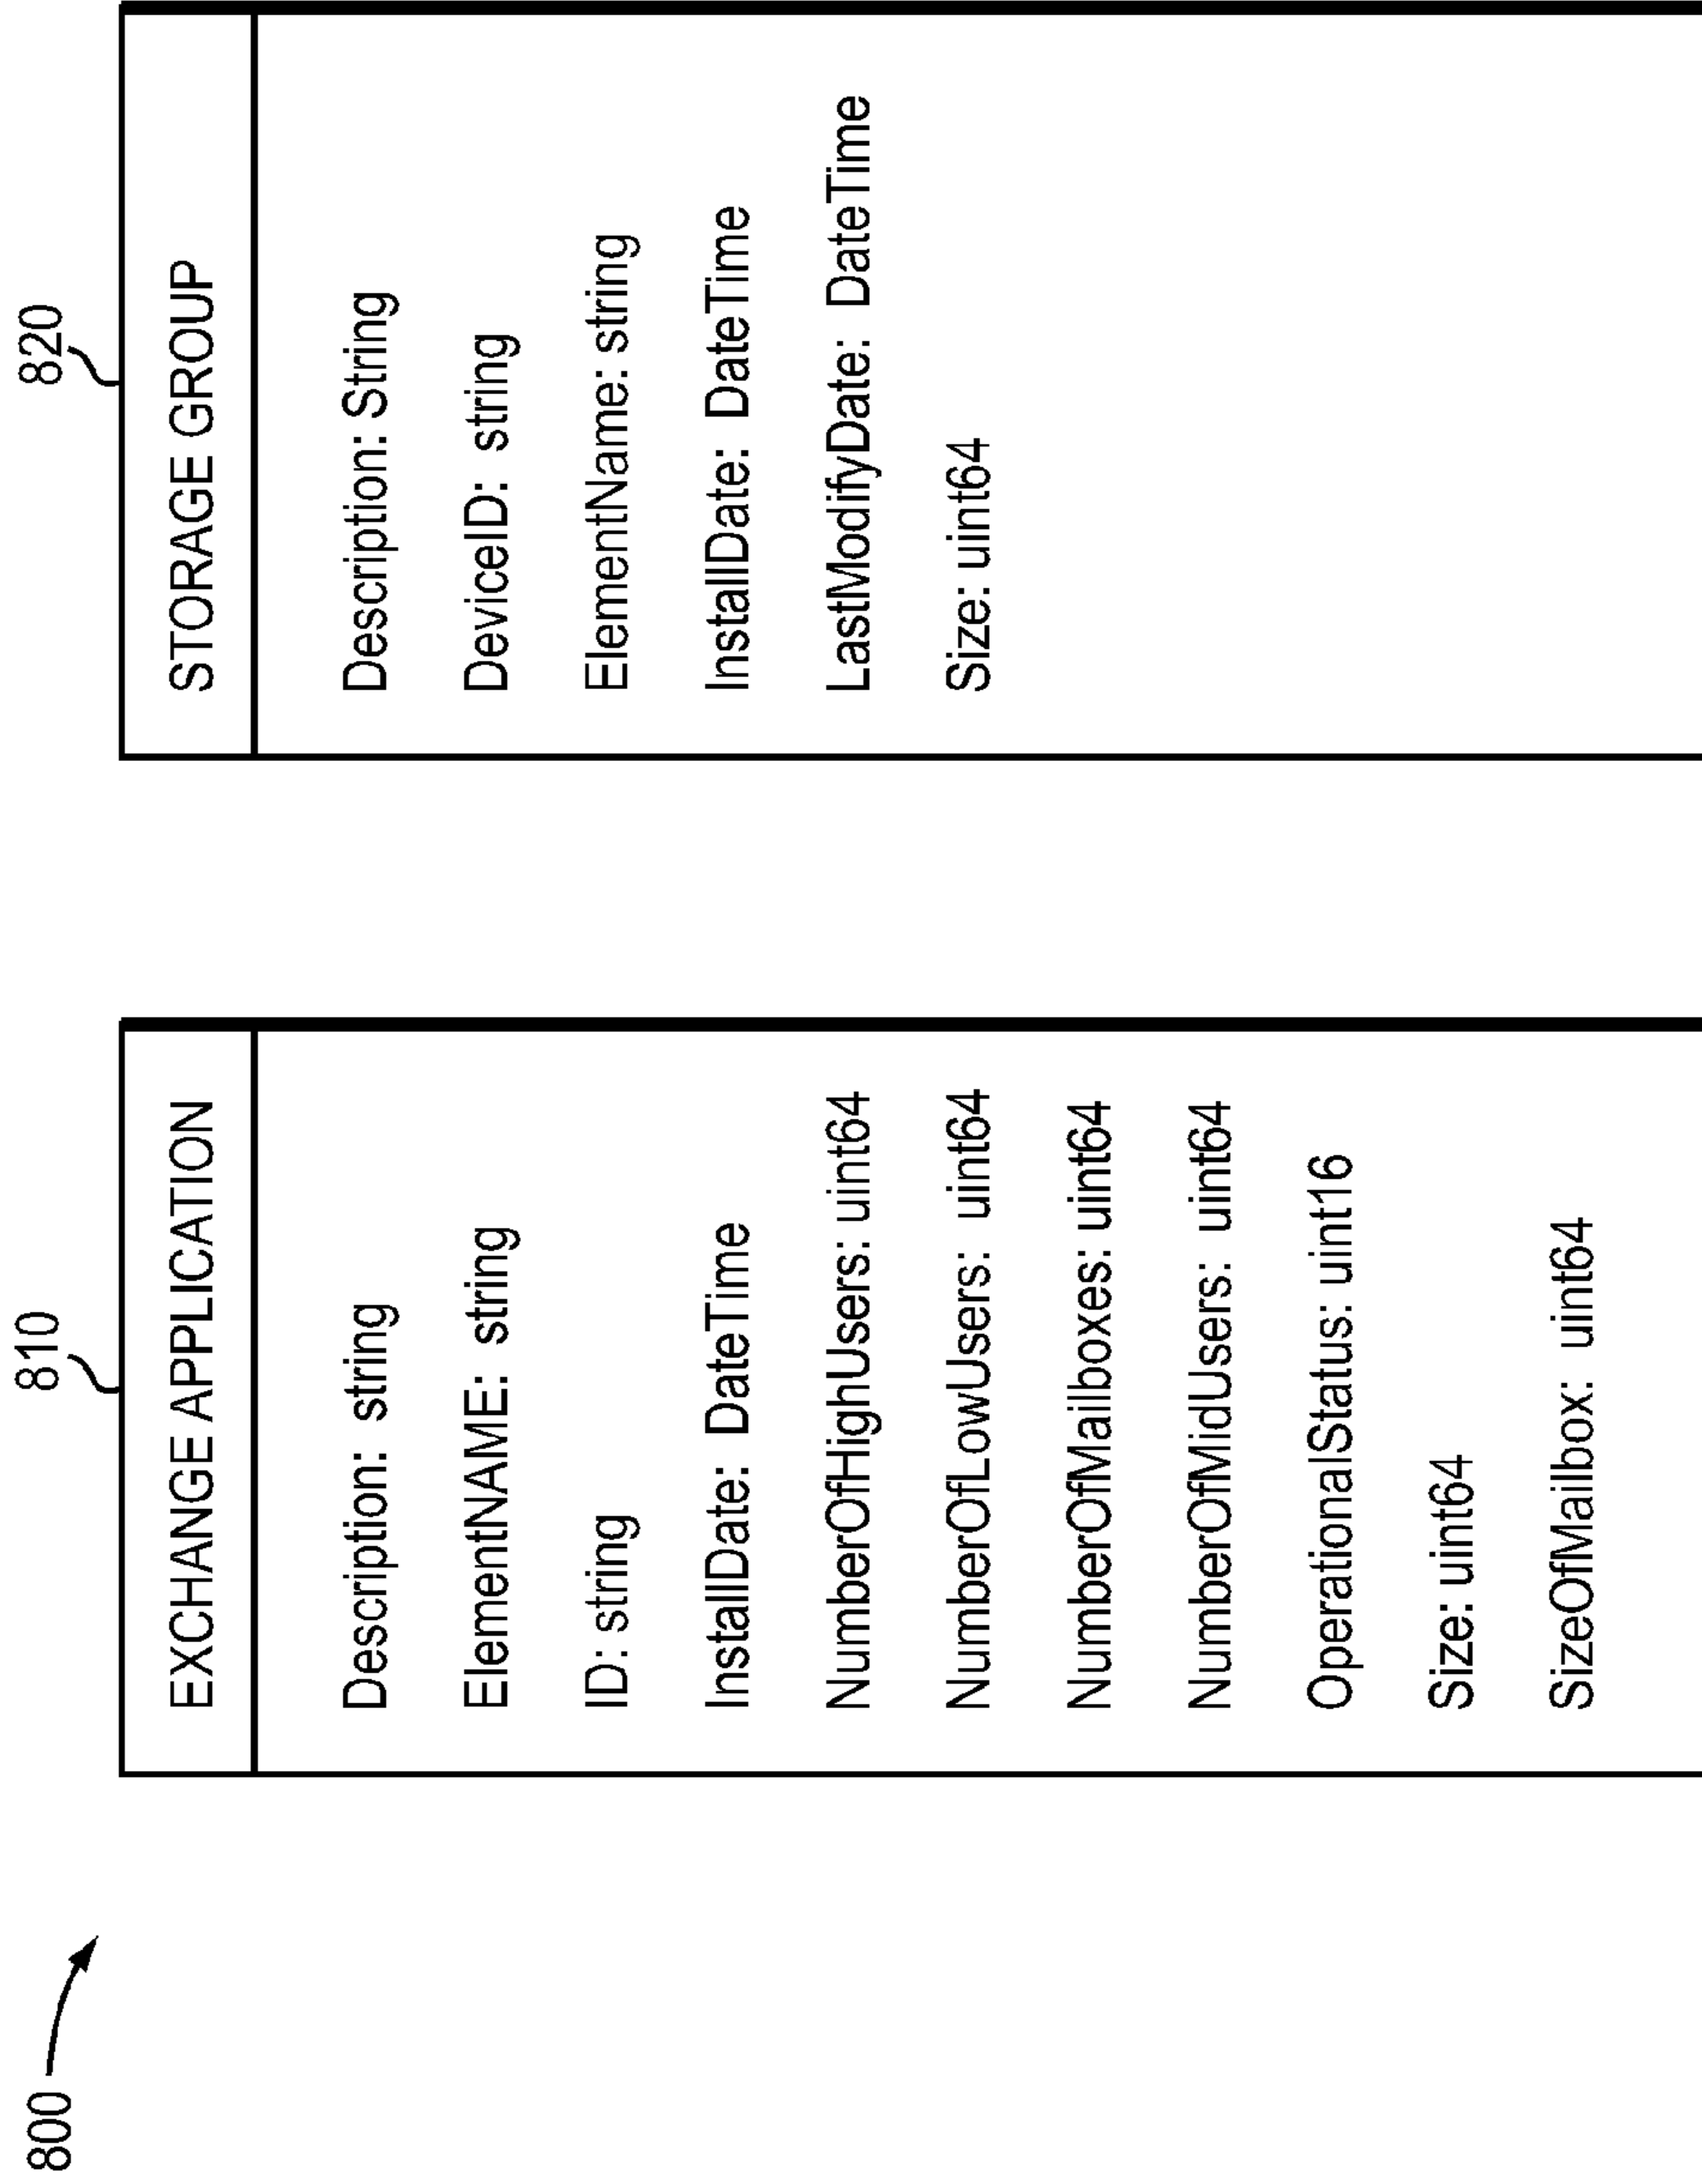 800
810
EXCHANGE APPLICATION
Description: string
ElementNAME: string
ID: string
InstallDate: DateTime
NumberOfHighUsers: uint64
NumberOfLowUsers: uint64
NumberOfMailboxes: uint64
NumberOfMidUsers: uint64
OperationalStatus: uint16
Size: uint64
SizeOfMailbox: uint64
820
STORAGE GROUP
Description: String
DeviceID: string
ElementName: string
InstallDate: DateTime
LastModifyDate: DateTime
Size: uint64